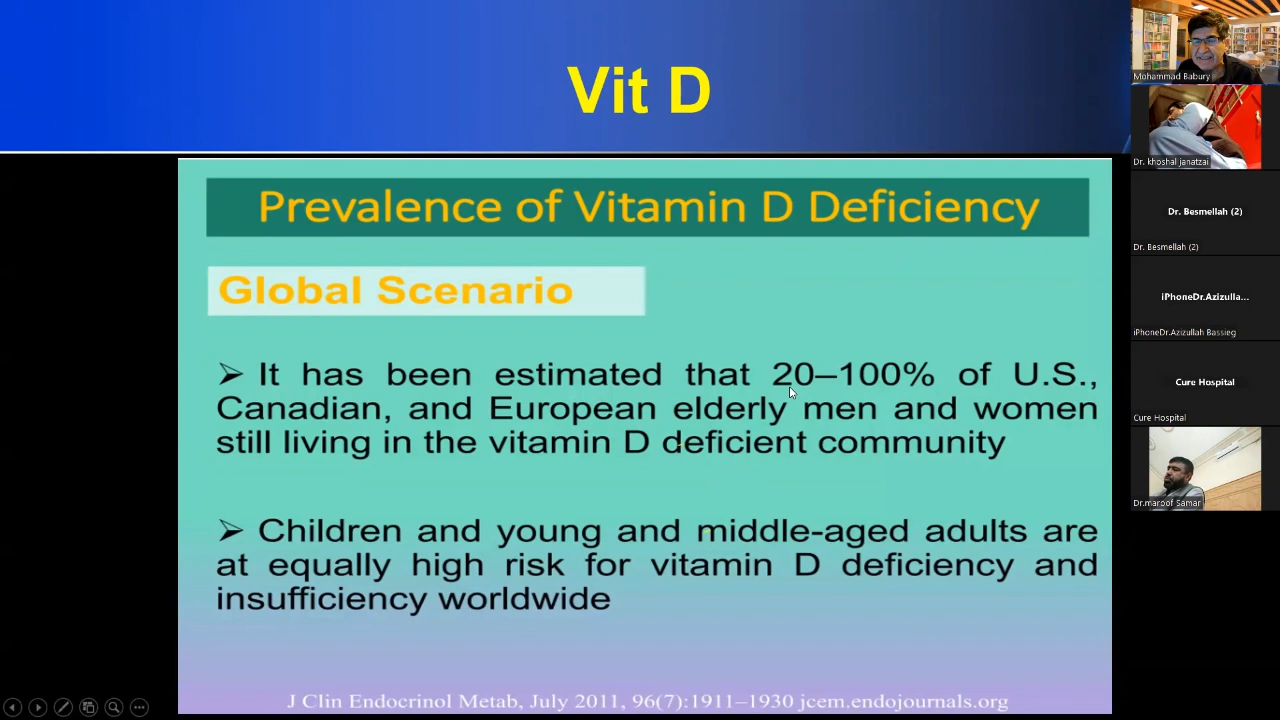 Vit D
Prevalence of Vitamin D Deficiency
Global Scenario
➢ It has been estimated that 20–100% of U.S.,
Canadian, and European elderly men and women
still living in the vitamin D deficient community
➢ Children and young and middle-aged adults are
at equally high risk for vitamin D deficiency and
insufficiency worldwide
J Clin Endocrinol Metab, July 2011, 96(7):1911–1930 jcem.endojournals.org
Mohammad Babury
Dr. khoshal janatzai
Dr. Besmellah (2)
Dr. Besmellah (2)
iPhoneDr.Azizulla...
iPhoneDr.Azizullah Bassieg
Cure Hospital
Cure Hospital
Dr.maroof Samar